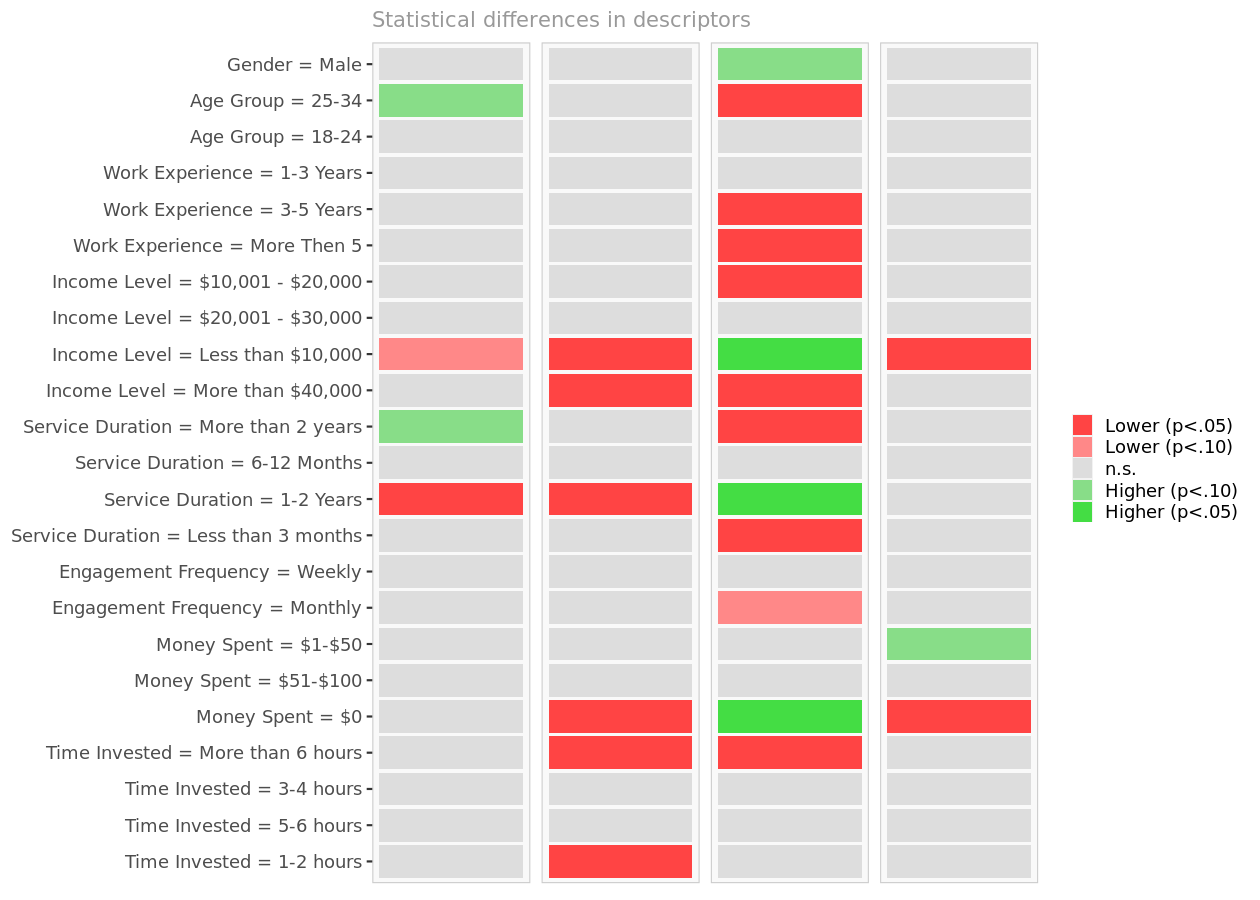 Statistical differences in descriptors
Gender = Male
Age Group = 25-34
Age Group = 18-24
Work Experience = 1-3 Years
Work Experience = 3-5 Years
Work Experience = More Then 5
Income Level = $10,001 - $20,000
Income Level = $20,001 - $30,000
Income Level = Less than $10,000
Income Level = More than $40,000
Service Duration = More than 2 years
Service Duration = 6-12 Months
Service Duration = 1-2 Years
Service Duration = Less than 3 months
Engagement Frequency = Weekly
Engagement Frequency = Monthly
Money Spent = $1-$50
Money Spent = $51-$100
Money Spent = $0
Time Invested = More than 6 hours
Time Invested = 3-4 hours
Time Invested = 5-6 hours
Time Invested = 1-2 hours
Lower (p<.05)
Lower (p<.10)
n.s.
Higher (p<.10)
Higher (p<.05)